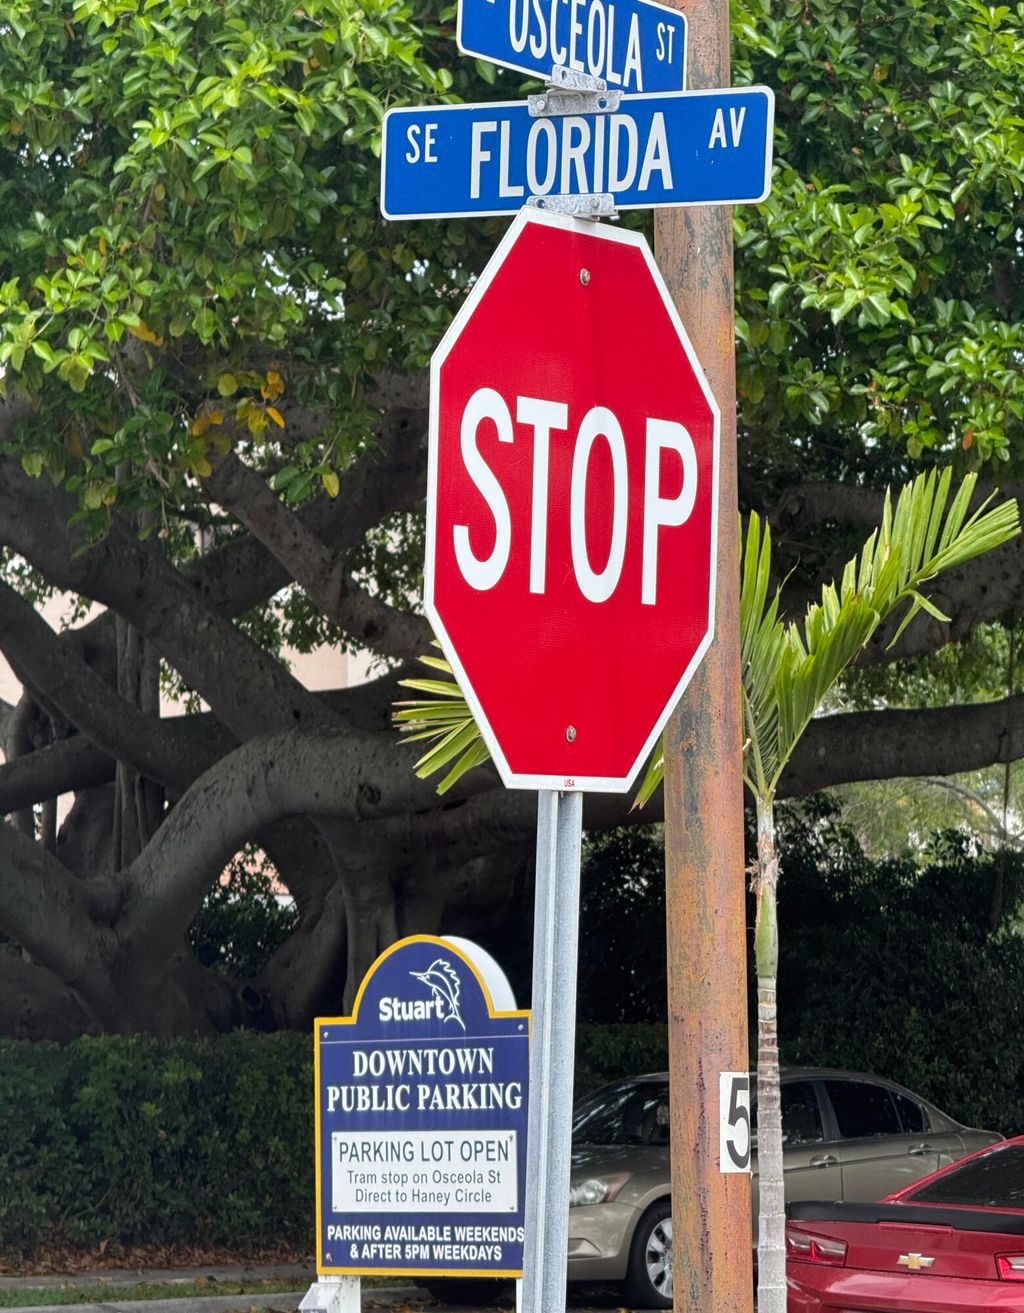 OSCEOLA ST
SE FLORIDA AV
STOP
USA
Stuart
DOWNTOWN
PUBLIC PARKING
PARKING LOT OPEN
Tram stop on Osceola St
Direct to Haney Circle
PARKING AVAILABLE WEEKENDS
& AFTER 5PM WEEKDAYS
5